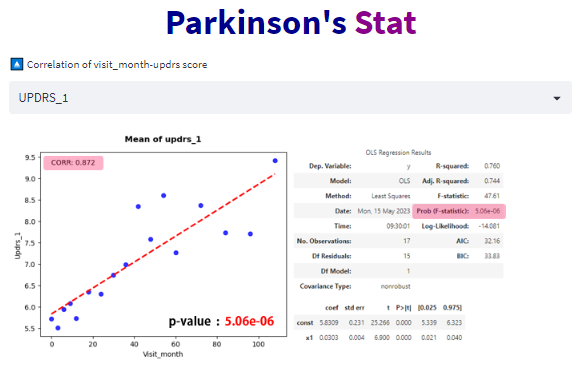 Parkinson's Stat
Correlation of visit_month-updrs score
UPDRS_1
Mean of updrs_1
CORR: 0.872
9.5
9.0
8.5
8.0
7.5
7.0
6.5
6.0
5.5
Updrs_1
0 20 40 60 80 100
Visit_month
p-value : 5.06e-06
OLS Regression Results
Dep. Variable: y R-squared: 0.760
Model: OLS Adj. R-squared: 0.744
Method: Least Squares F-statistic: 47.61
Date: Mon, 15 May 2023 Prob (F-statistic): 5.06e-06
Time: 09:30:01 Log-Likelihood: -14.081
No. Observations: 17 AIC: 32.16
Df Residuals: 15 BIC: 33.83
Df Model: 1
Covariance Type: nonrobust
coef std err t P>|t| [0.025 0.975]
const 5.8309 0.231 25.266 0.000 5.339 6.323
x1 0.0303 0.004 6.900 0.000 0.021 0.040